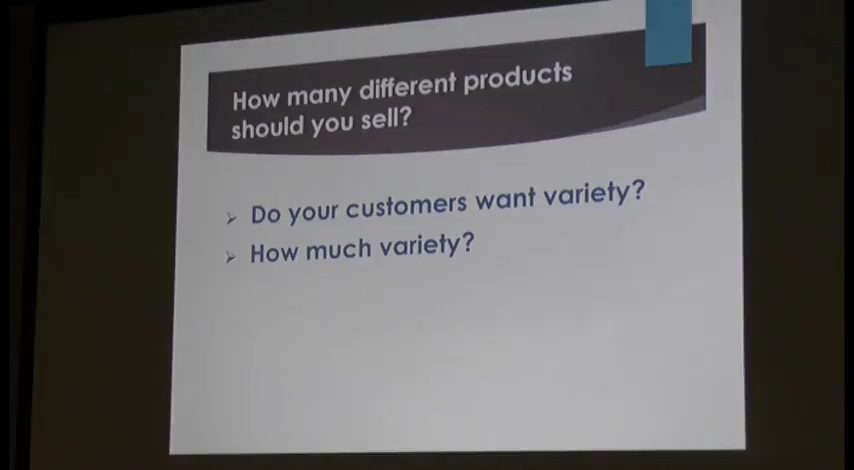 How many different products
should you sell?
Do your customers want variety?
How much variety?